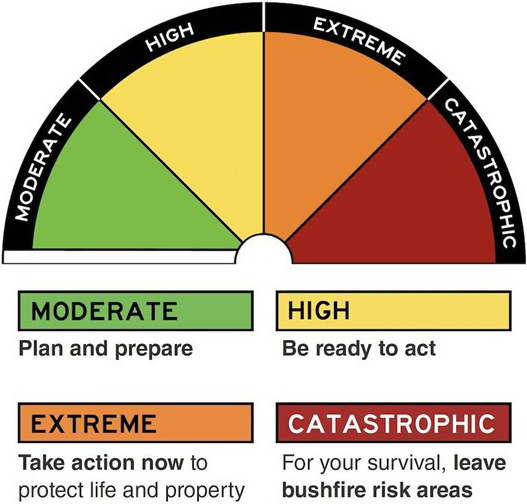 MODERATE
HIGH
EXTREME
CATASTROPHIC
MODERATE
Plan and prepare
HIGH
Be ready to act
EXTREME
Take action now to
protect life and property
CATASTROPHIC
For your survival, leave
bushfire risk areas